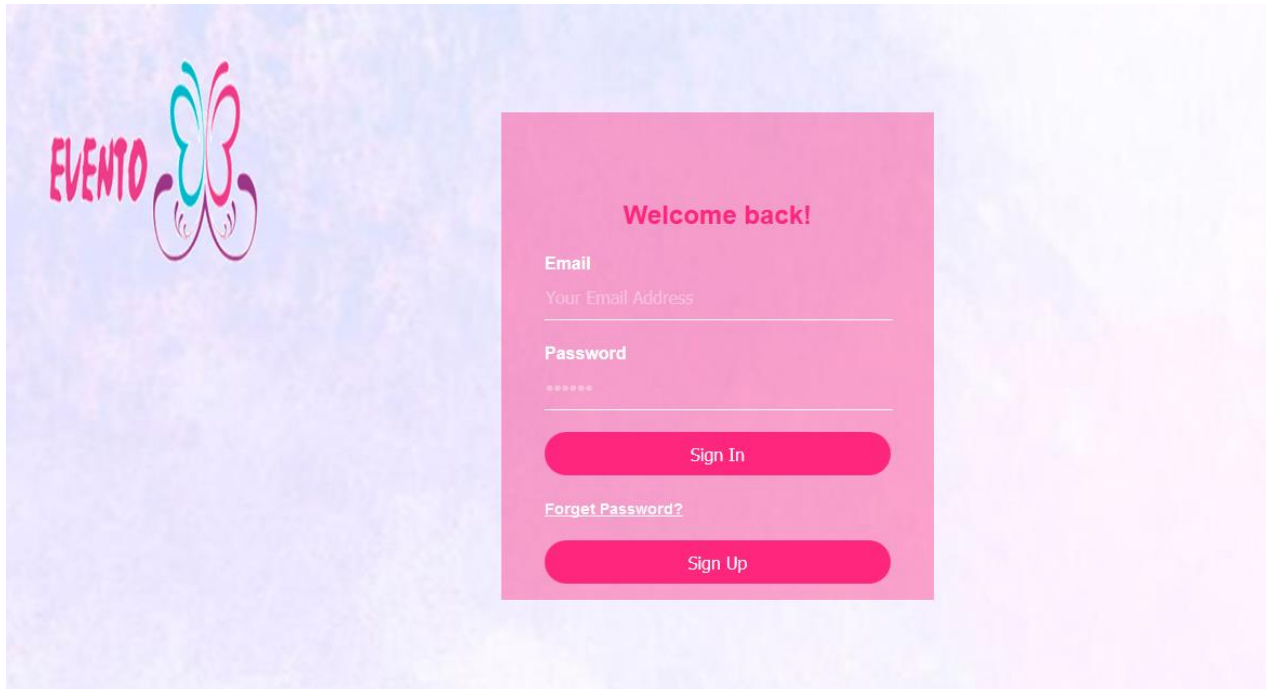 EVENTO
Welcome back!
Email
Your Email Address
Password
••••••
Sign In
Forget Password?
Sign Up